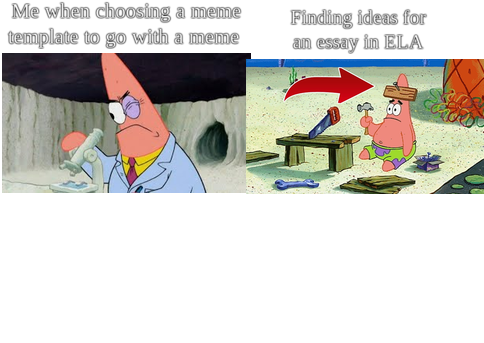 Me when choosing a meme
template to go with a meme
Finding ideas for
an essay in ELA